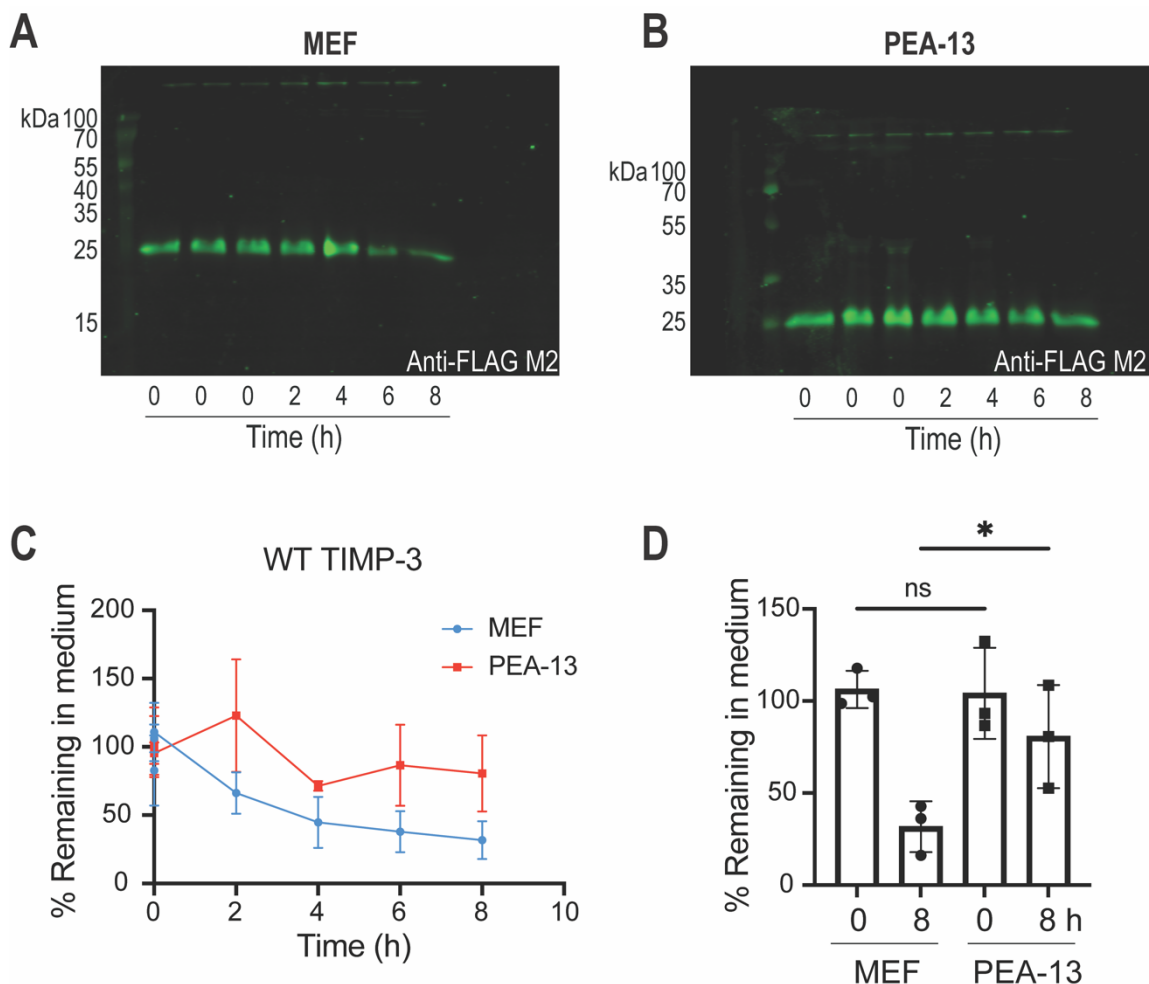 A
MEF
kDa 100
70
55
40
35
25
15
Anti-FLAG M2
0 0 0 2 4 6 8
Time (h)
B
PEA-13
kDa 100
70
55
35
25
Anti-FLAG M2
0 0 0 2 4 6 8
Time (h)
C
WT TIMP-3
% Remaining in medium
200
150
100
50
0
MEF
PEA-13
0 2 4 6 8 10
Time (h)
D
*
ns
% Remaining in medium
150
100
50
0
0 8 0 8 h
MEF PEA-13